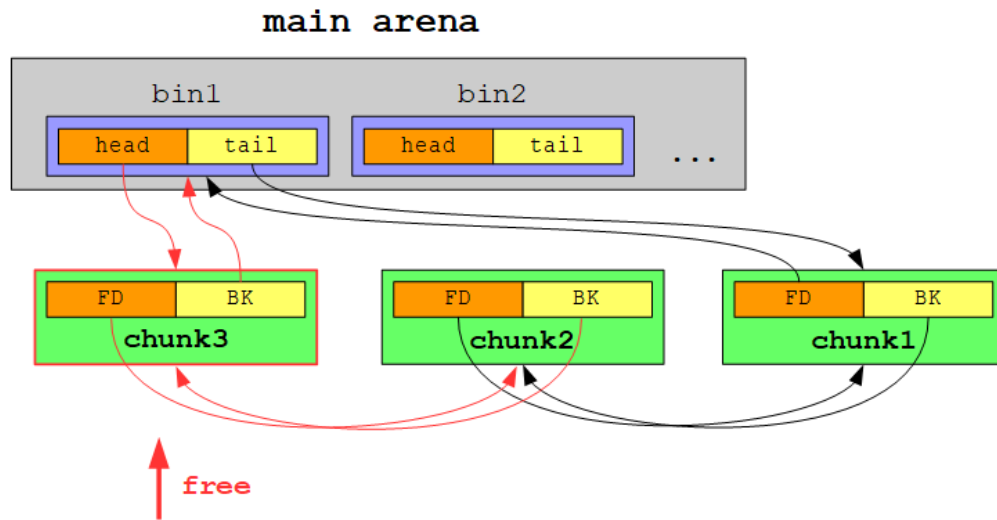 main arena
bin1 bin2
head tail head tail
...
FD BK FD BK FD BK
chunk3 chunk2 chunk1
free